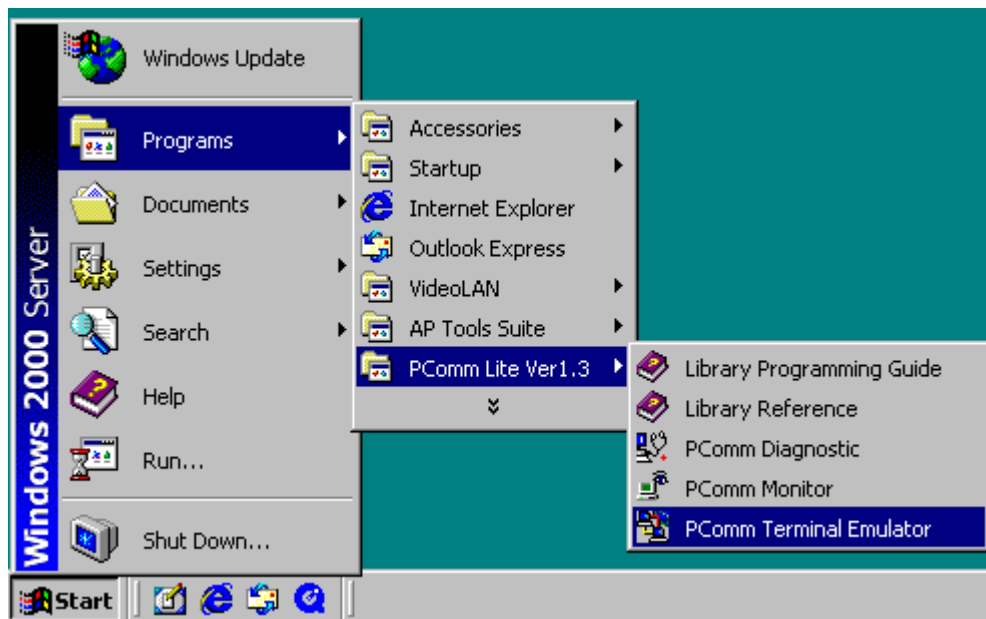 Windows 2000 Server
Windows Update
Programs
Documents
Settings
Search
Help
Run...
Shut Down...
Accessories
Startup
Internet Explorer
Outlook Express
VideoLAN
AP Tools Suite
PComm Lite Ver1.3
Library Programming Guide
Library Reference
PComm Diagnostic
PComm Monitor
PComm Terminal Emulator
Start